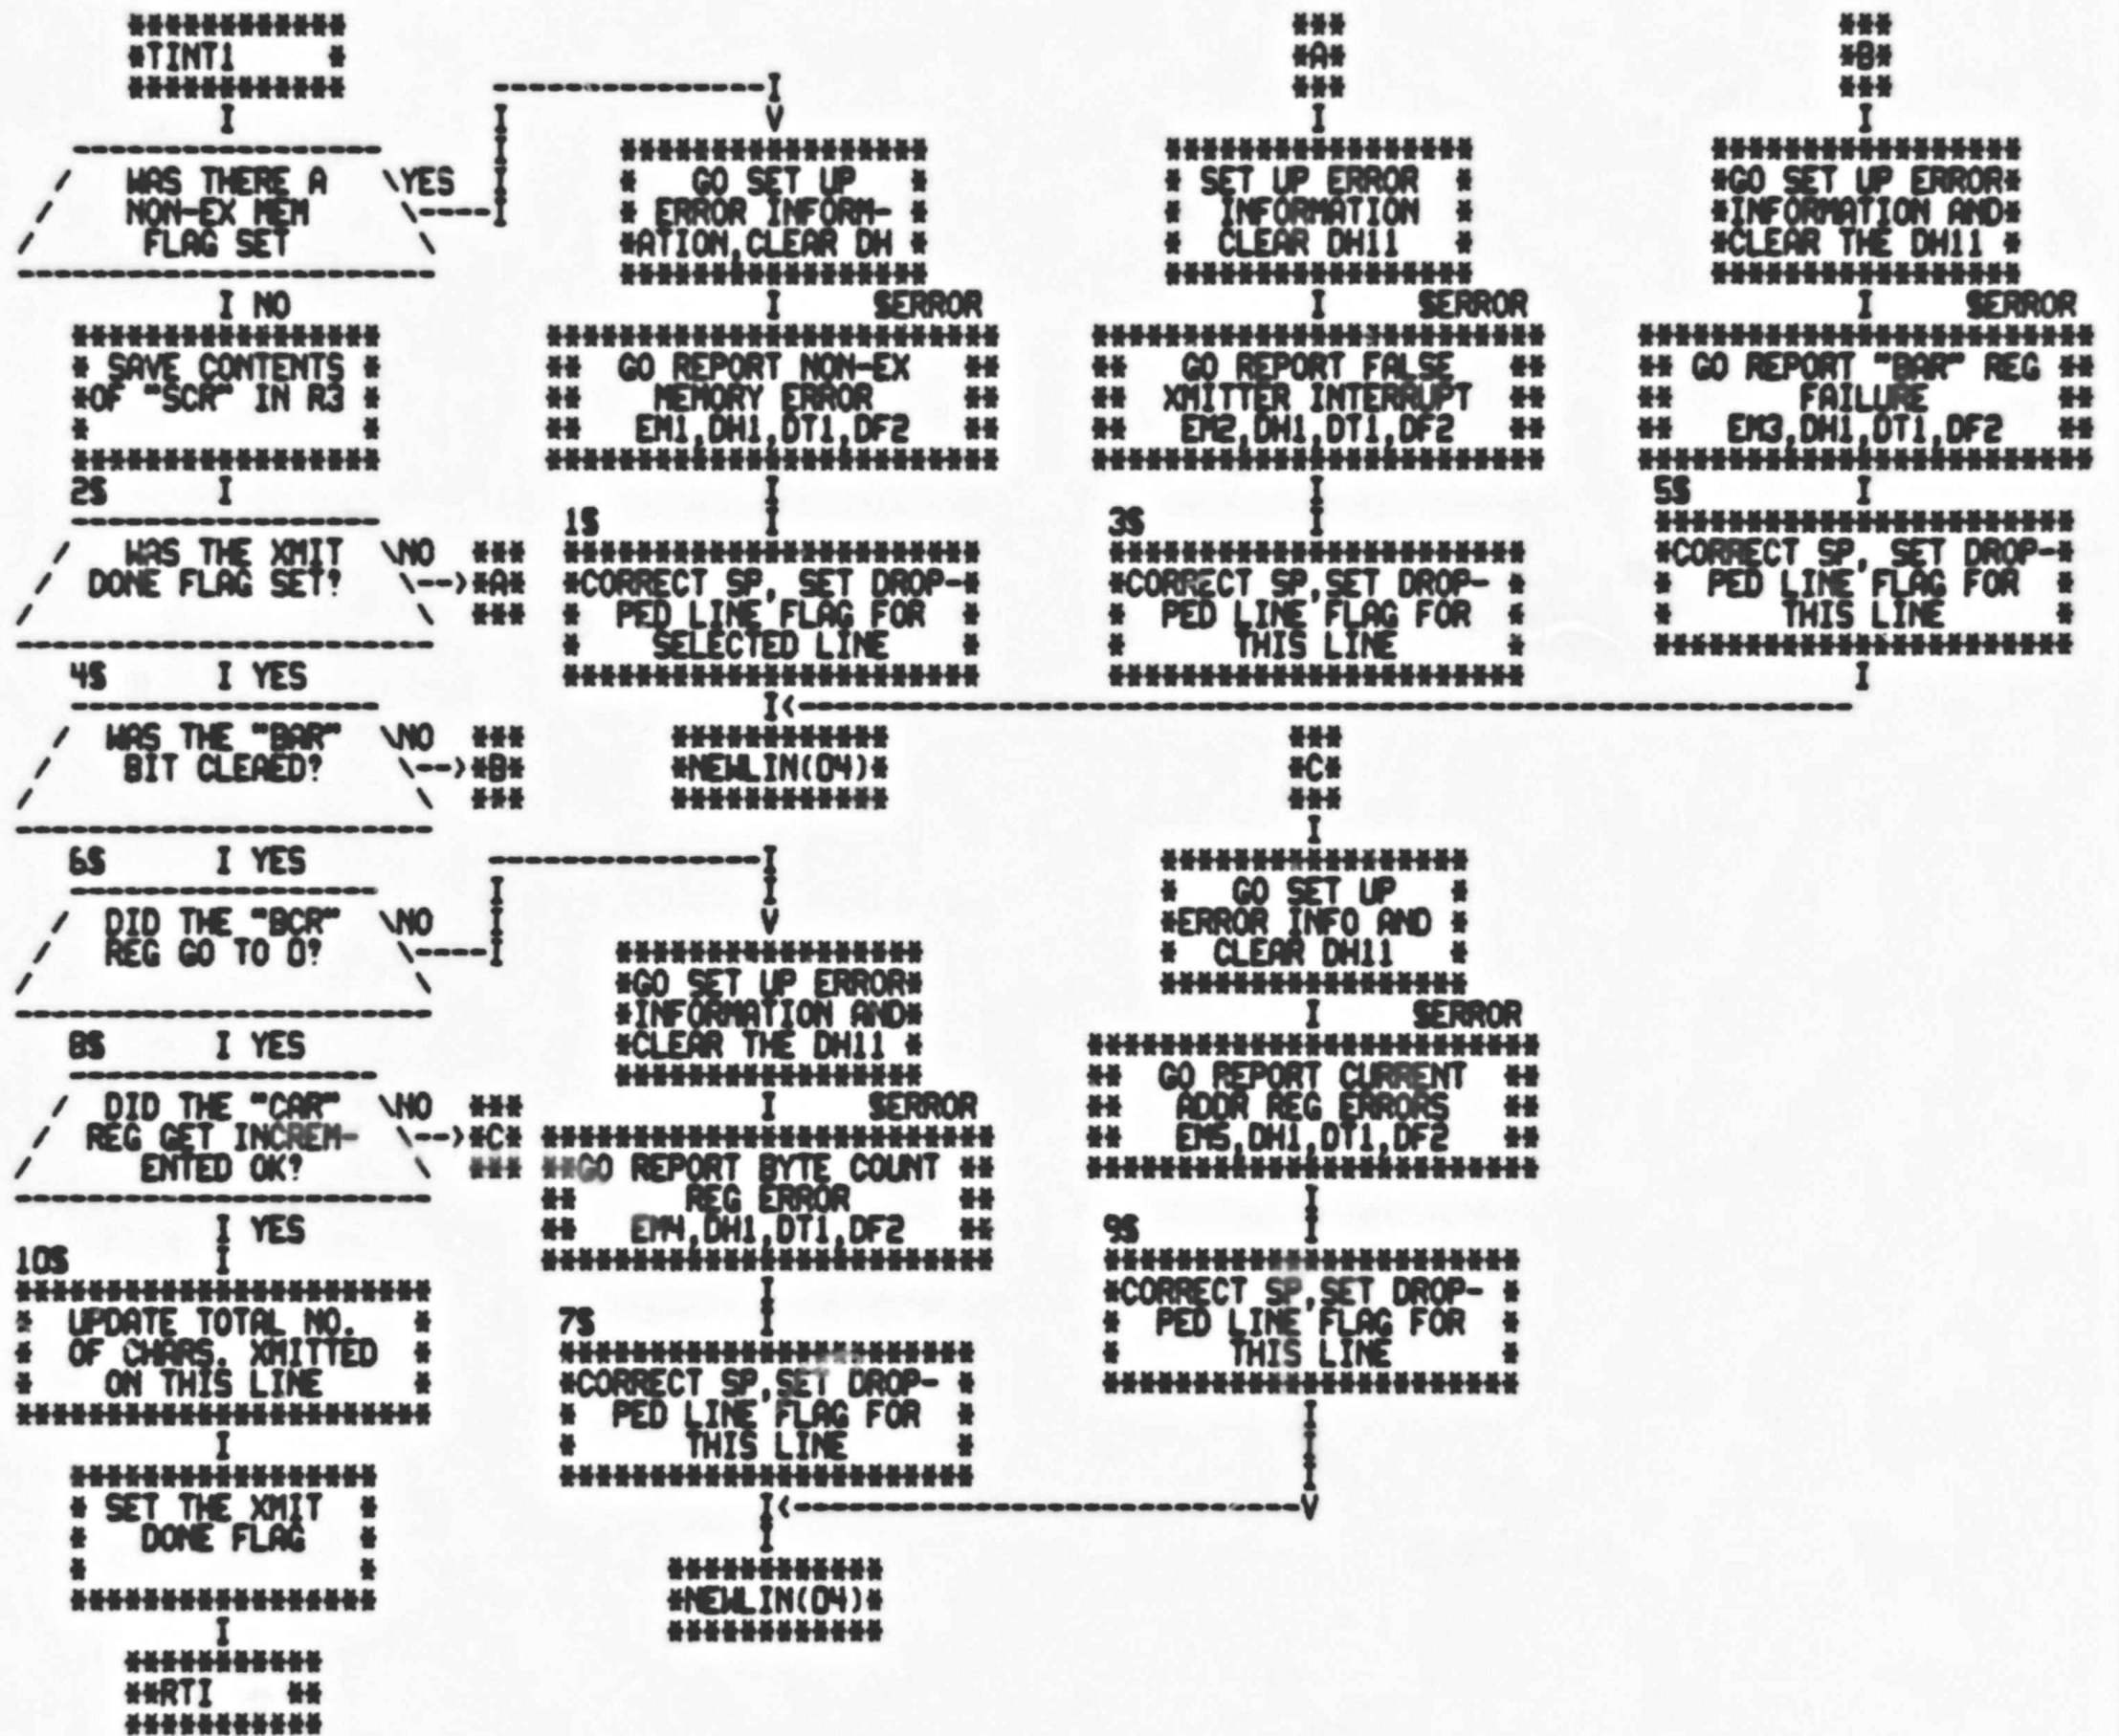 TINT1
WAS THERE A
NON-EX MEM
FLAG SET
YES
I NO
SAVE CONTENTS
OF "SCR" IN R3
2$
WAS THE XMIT
DONE FLAG SET?
NO
A
4$ I YES
WAS THE "BAR"
BIT CLEAED?
NO
B
6$ I YES
DID THE "BCR"
REG GO TO 0?
NO
8$ I YES
DID THE "CAR"
REG GET INCREM-
ENTED OK?
NO
C
I YES
10$
UPDATE TOTAL NO.
OF CHARS. XMITTED
ON THIS LINE
SET THE XMIT
DONE FLAG
RTI
GO SET UP
ERROR INFORM-
ATION,CLEAR DH
$ERROR
GO REPORT NON-EX
MEMORY ERROR
EM1,DH1,DT1,DF2
1$
CORRECT SP, SET DROP-
PED LINE FLAG FOR
SELECTED LINE
NEWLIN(04)
GO SET UP ERROR
INFORMATION AND
CLEAR THE DH11
$ERROR
GO REPORT BYTE COUNT
REG ERROR
EM4,DH1,DT1,DF2
7$
CORRECT SP,SET DROP-
PED LINE FLAG FOR
THIS LINE
NEWLIN(04)
A
SET UP ERROR
INFORMATION
CLEAR DH11
$ERROR
GO REPORT FALSE
XMITTER INTERRUPT
EM2,DH1,DT1,DF2
3$
CORRECT SP,SET DROP-
PED LINE FLAG FOR
THIS LINE
C
GO SET UP
ERROR INFO AND
CLEAR DH11
$ERROR
GO REPORT CURRENT
ADDR REG ERRORS
EM5,DH1,DT1,DF2
9$
CORRECT SP,SET DROP-
PED LINE FLAG FOR
THIS LINE
B
GO SET UP ERROR
INFORMATION AND
CLEAR THE DH11
$ERROR
GO REPORT "BAR" REG
FAILURE
EM3,DH1,DT1,DF2
5$
CORRECT SP, SET DROP-
PED LINE FLAG FOR
THIS LINE